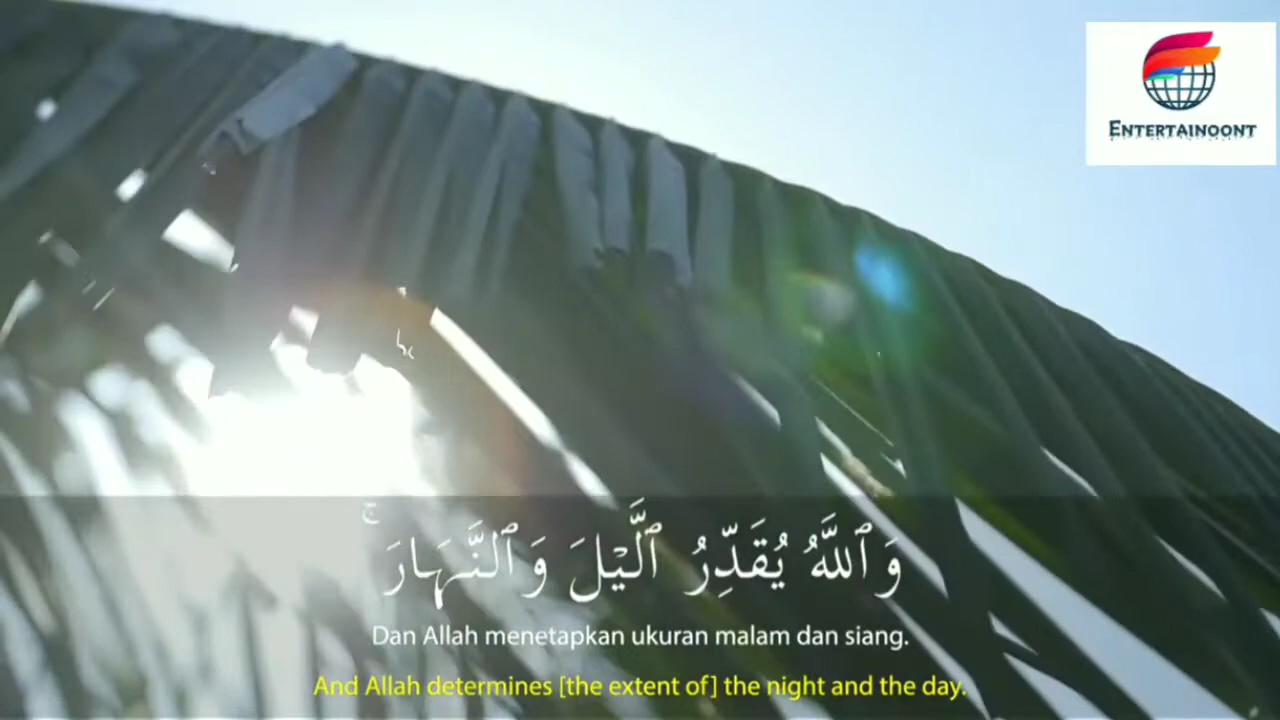 Entertainoont
وَٱللَّهُ يُقَدِّرُ ٱلَّيْلَ وَٱلنَّهَارَ ۚ
Dan Allah menetapkan ukuran malam dan siang.
And Allah determines [the extent of] the night and the day.